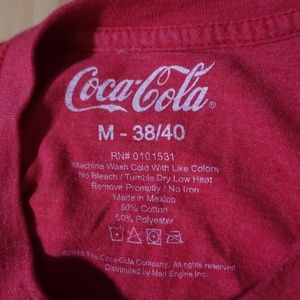 Coca-Cola®
M - 38/40
RN# 0101531
Machine Wash Cold With Like Colors
No Bleach / Tumble Dry Low Heat
Remove Promptly / No Iron
Made in Mexico
50% Cotton
50% Polyester
©2013 The Coca-Cola Company. All rights reserved.
Distributed by Mad Engine Inc.